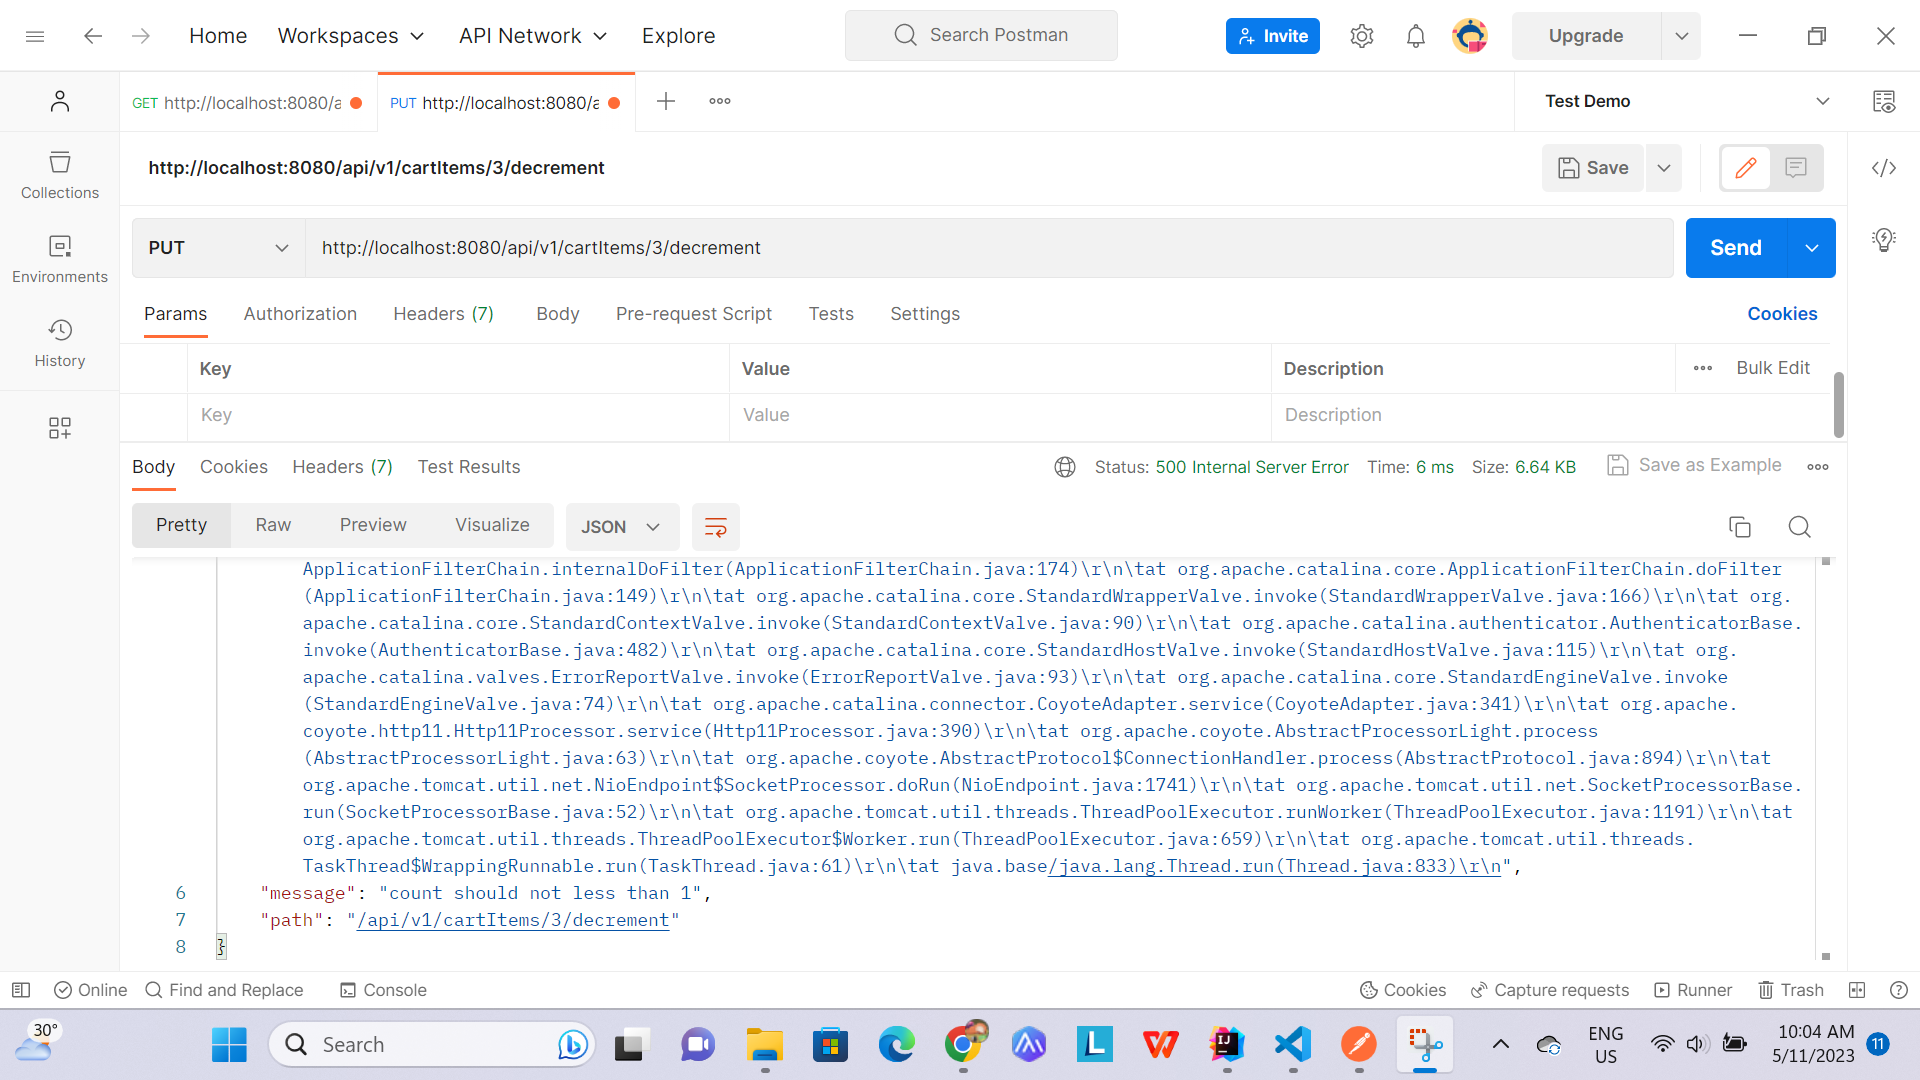 Home Workspaces API Network Explore Search Postman Invite Upgrade
GET http://localhost:8080/a PUT http://localhost:8080/a Test Demo
http://localhost:8080/api/v1/cartItems/3/decrement Save
Collections
PUT http://localhost:8080/api/v1/cartItems/3/decrement Send
Environments
Params Authorization Headers (7) Body Pre-request Script Tests Settings Cookies
History
Key Value Description Bulk Edit
Key Value Description
Body Cookies Headers (7) Test Results Status: 500 Internal Server Error Time: 6 ms Size: 6.64 KB Save as Example
Pretty Raw Preview Visualize JSON
ApplicationFilterChain.internalDoFilter(ApplicationFilterChain.java:174)\r\n\tat org.apache.catalina.core.ApplicationFilterChain.doFilter
(ApplicationFilterChain.java:149)\r\n\tat org.apache.catalina.core.StandardWrapperValve.invoke(StandardWrapperValve.java:166)\r\n\tat org.
apache.catalina.core.StandardContextValve.invoke(StandardContextValve.java:90)\r\n\tat org.apache.catalina.authenticator.AuthenticatorBase.
invoke(AuthenticatorBase.java:482)\r\n\tat org.apache.catalina.core.StandardHostValve.invoke(StandardHostValve.java:115)\r\n\tat org.
apache.catalina.valves.ErrorReportValve.invoke(ErrorReportValve.java:93)\r\n\tat org.apache.catalina.core.StandardEngineValve.invoke
(StandardEngineValve.java:74)\r\n\tat org.apache.catalina.connector.CoyoteAdapter.service(CoyoteAdapter.java:341)\r\n\tat org.apache.
coyote.http11.Http11Processor.service(Http11Processor.java:390)\r\n\tat org.apache.coyote.AbstractProcessorLight.process
(AbstractProcessorLight.java:63)\r\n\tat org.apache.coyote.AbstractProtocol$ConnectionHandler.process(AbstractProtocol.java:894)\r\n\tat
org.apache.tomcat.util.net.NioEndpoint$SocketProcessor.doRun(NioEndpoint.java:1741)\r\n\tat org.apache.tomcat.util.net.SocketProcessorBase.
run(SocketProcessorBase.java:52)\r\n\tat org.apache.tomcat.util.threads.ThreadPoolExecutor.runWorker(ThreadPoolExecutor.java:1191)\r\n\tat
org.apache.tomcat.util.threads.ThreadPoolExecutor$Worker.run(ThreadPoolExecutor.java:659)\r\n\tat org.apache.tomcat.util.threads.
TaskThread$WrappingRunnable.run(TaskThread.java:61)\r\n\tat java.base/java.lang.Thread.run(Thread.java:833)\r\n",
6 "message": "count should not less than 1",
7 "path": "/api/v1/cartItems/3/decrement"
8 }
Online Find and Replace Console Cookies Capture requests Runner Trash
30° Search ENG 10:04 AM 11
US 5/11/2023